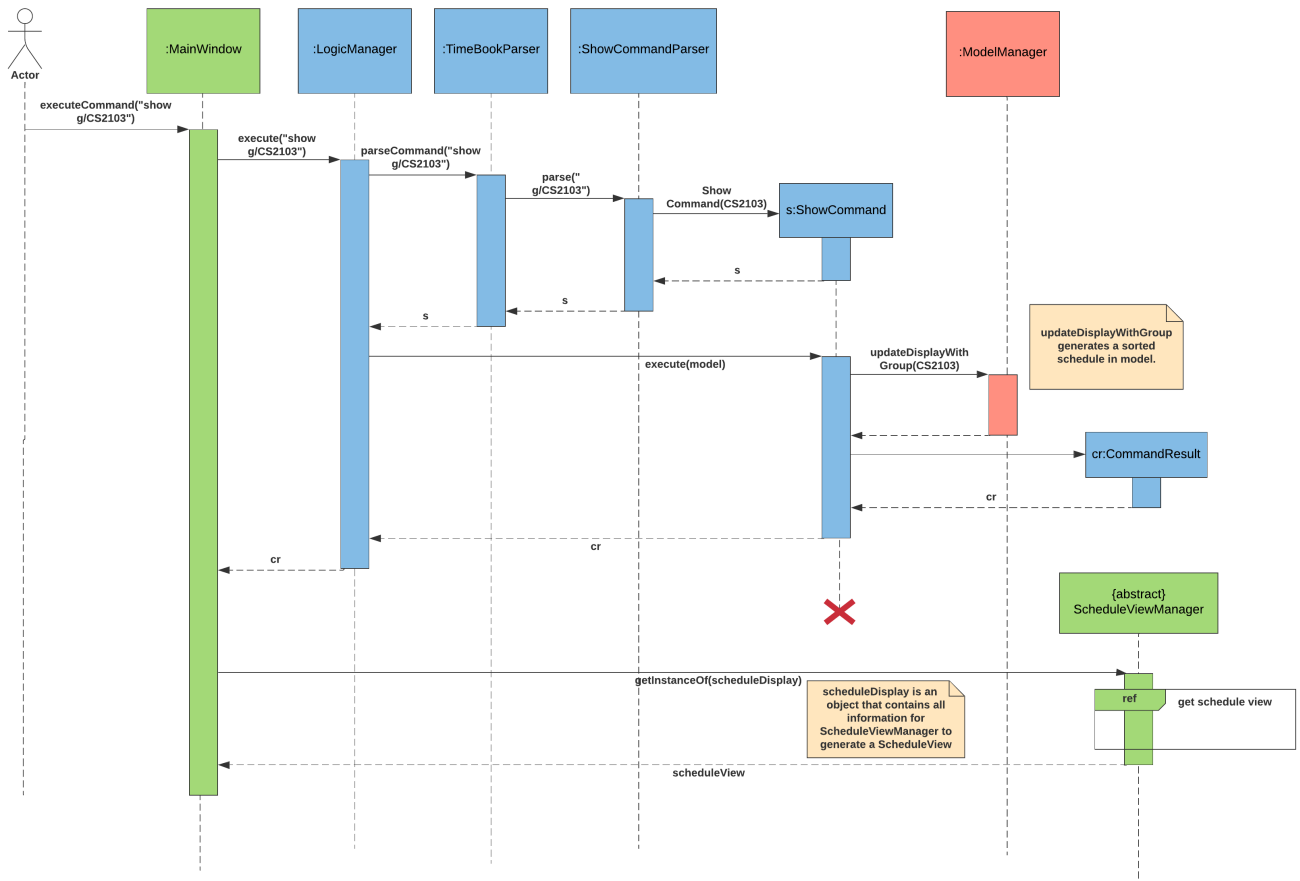 Actor
:MainWindow
:LogicManager
:TimeBookParser
:ShowCommandParser
:ModelManager
executeCommand("show
g/CS2103")
execute("show
g/CS2103")
parseCommand("show
g/CS2103")
parse("
g/CS2103")
Show
Command(CS2103)
s:ShowCommand
s
s
s
execute(model)
updateDisplayWith
Group(CS2103)
updateDisplayWithGroup
generates a sorted
schedule in model.
cr:CommandResult
cr
cr
cr
{abstract}
ScheduleViewManager
getInstanceOf(scheduleDisplay)
scheduleDisplay is an
object that contains all
information for
ScheduleViewManager to
generate a ScheduleView
ref
get schedule view
scheduleView